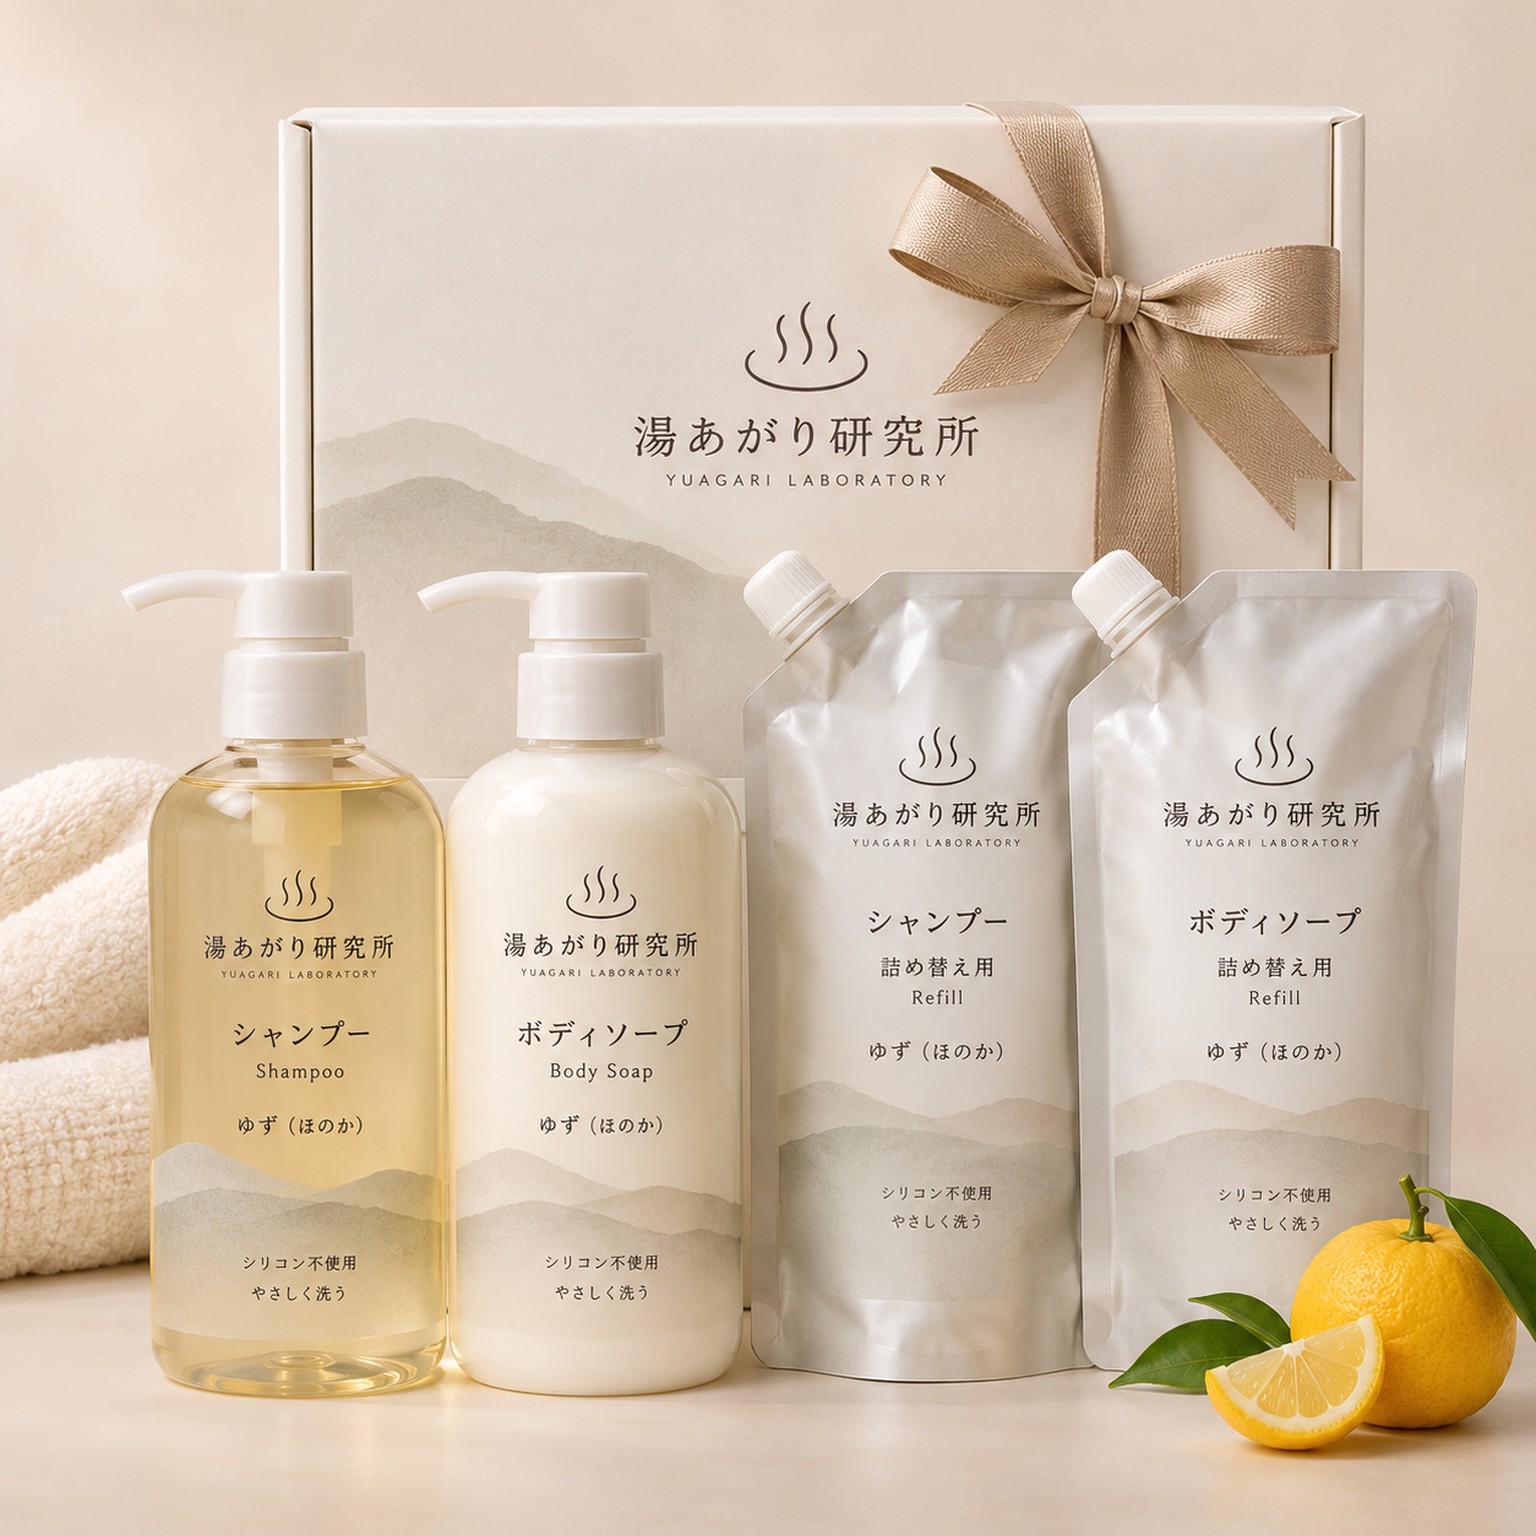 湯あがり研究所
YUAGARI LABORATORY
湯あがり研究所
YUAGARI LABORATORY
シャンプー
Shampoo
ゆず（ほのか）
シリコン不使用
やさしく洗う
湯あがり研究所
YUAGARI LABORATORY
ボディソープ
Body Soap
ゆず（ほのか）
シリコン不使用
やさしく洗う
湯あがり研究所
YUAGARI LABORATORY
シャンプー
詰め替え用
Refill
ゆず（ほのか）
シリコン不使用
やさしく洗う
湯あがり研究所
YUAGARI LABORATORY
ボディソープ
詰め替え用
Refill
ゆず（ほのか）
シリコン不使用
やさしく洗う